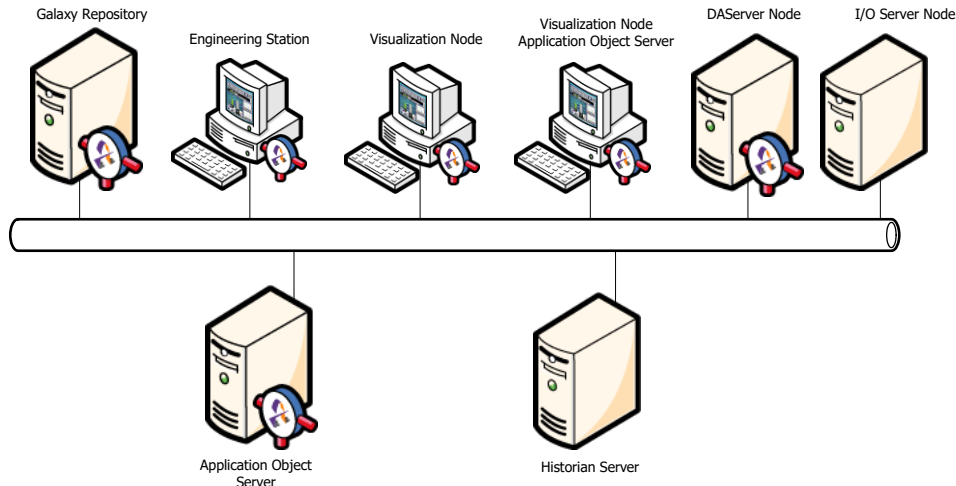 Galaxy Repository
Engineering Station
Visualization Node
Visualization Node
Application Object Server
DAServer Node
I/O Server Node
Application Object
Server
Historian Server